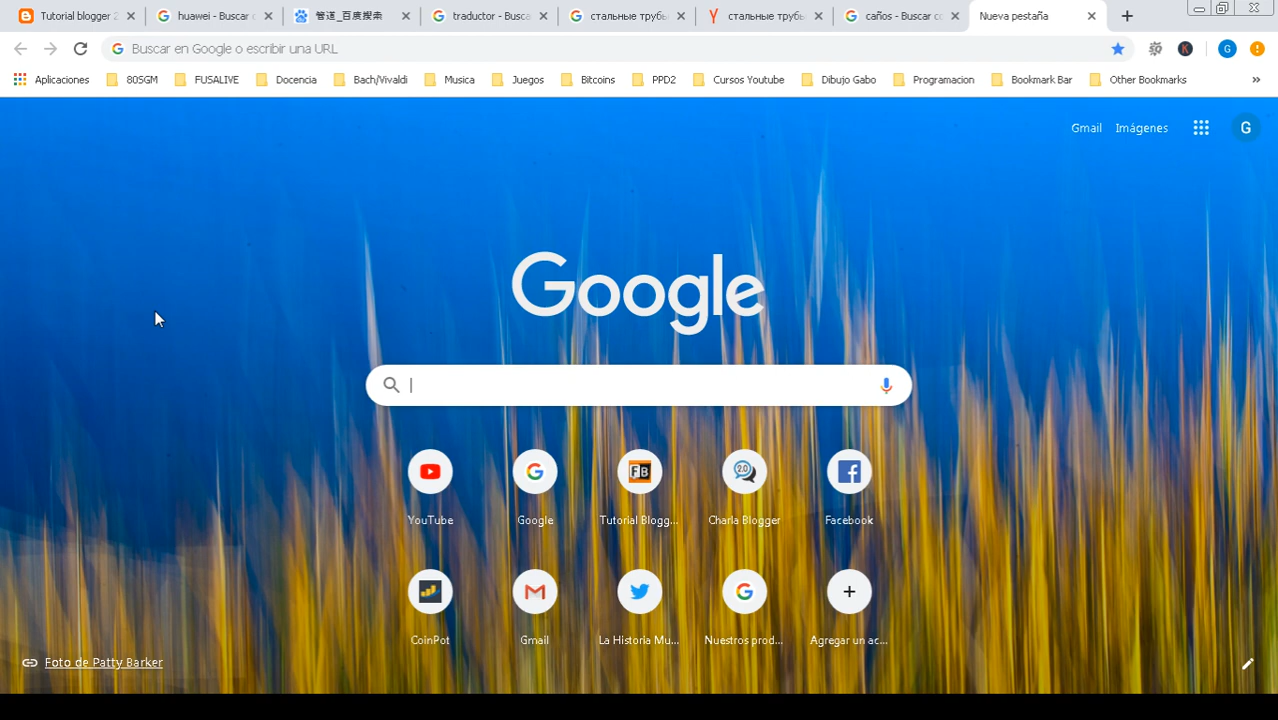 Tutorial blogger 2
huawei - Buscar c
管道_百度搜索
traductor - Busca
стальные трубы
стальные трубы
caños - Buscar co
Nueva pestaña
Buscar en Google o escribir una URL
Aplicaciones
80SGM
FUSALIVE
Docencia
Bach/Vivaldi
Musica
Juegos
Bitcoins
PPD2
Cursos Youtube
Dibujo Gabo
Programacion
Bookmark Bar
Other Bookmarks
Gmail
Imágenes
G
Google
YouTube
Google
Tutorial Blogg...
Charla Blogger
Facebook
CoinPot
Gmail
La Historia Mu...
Nuestros prod...
Agregar un ac...
Foto de Patty Barker